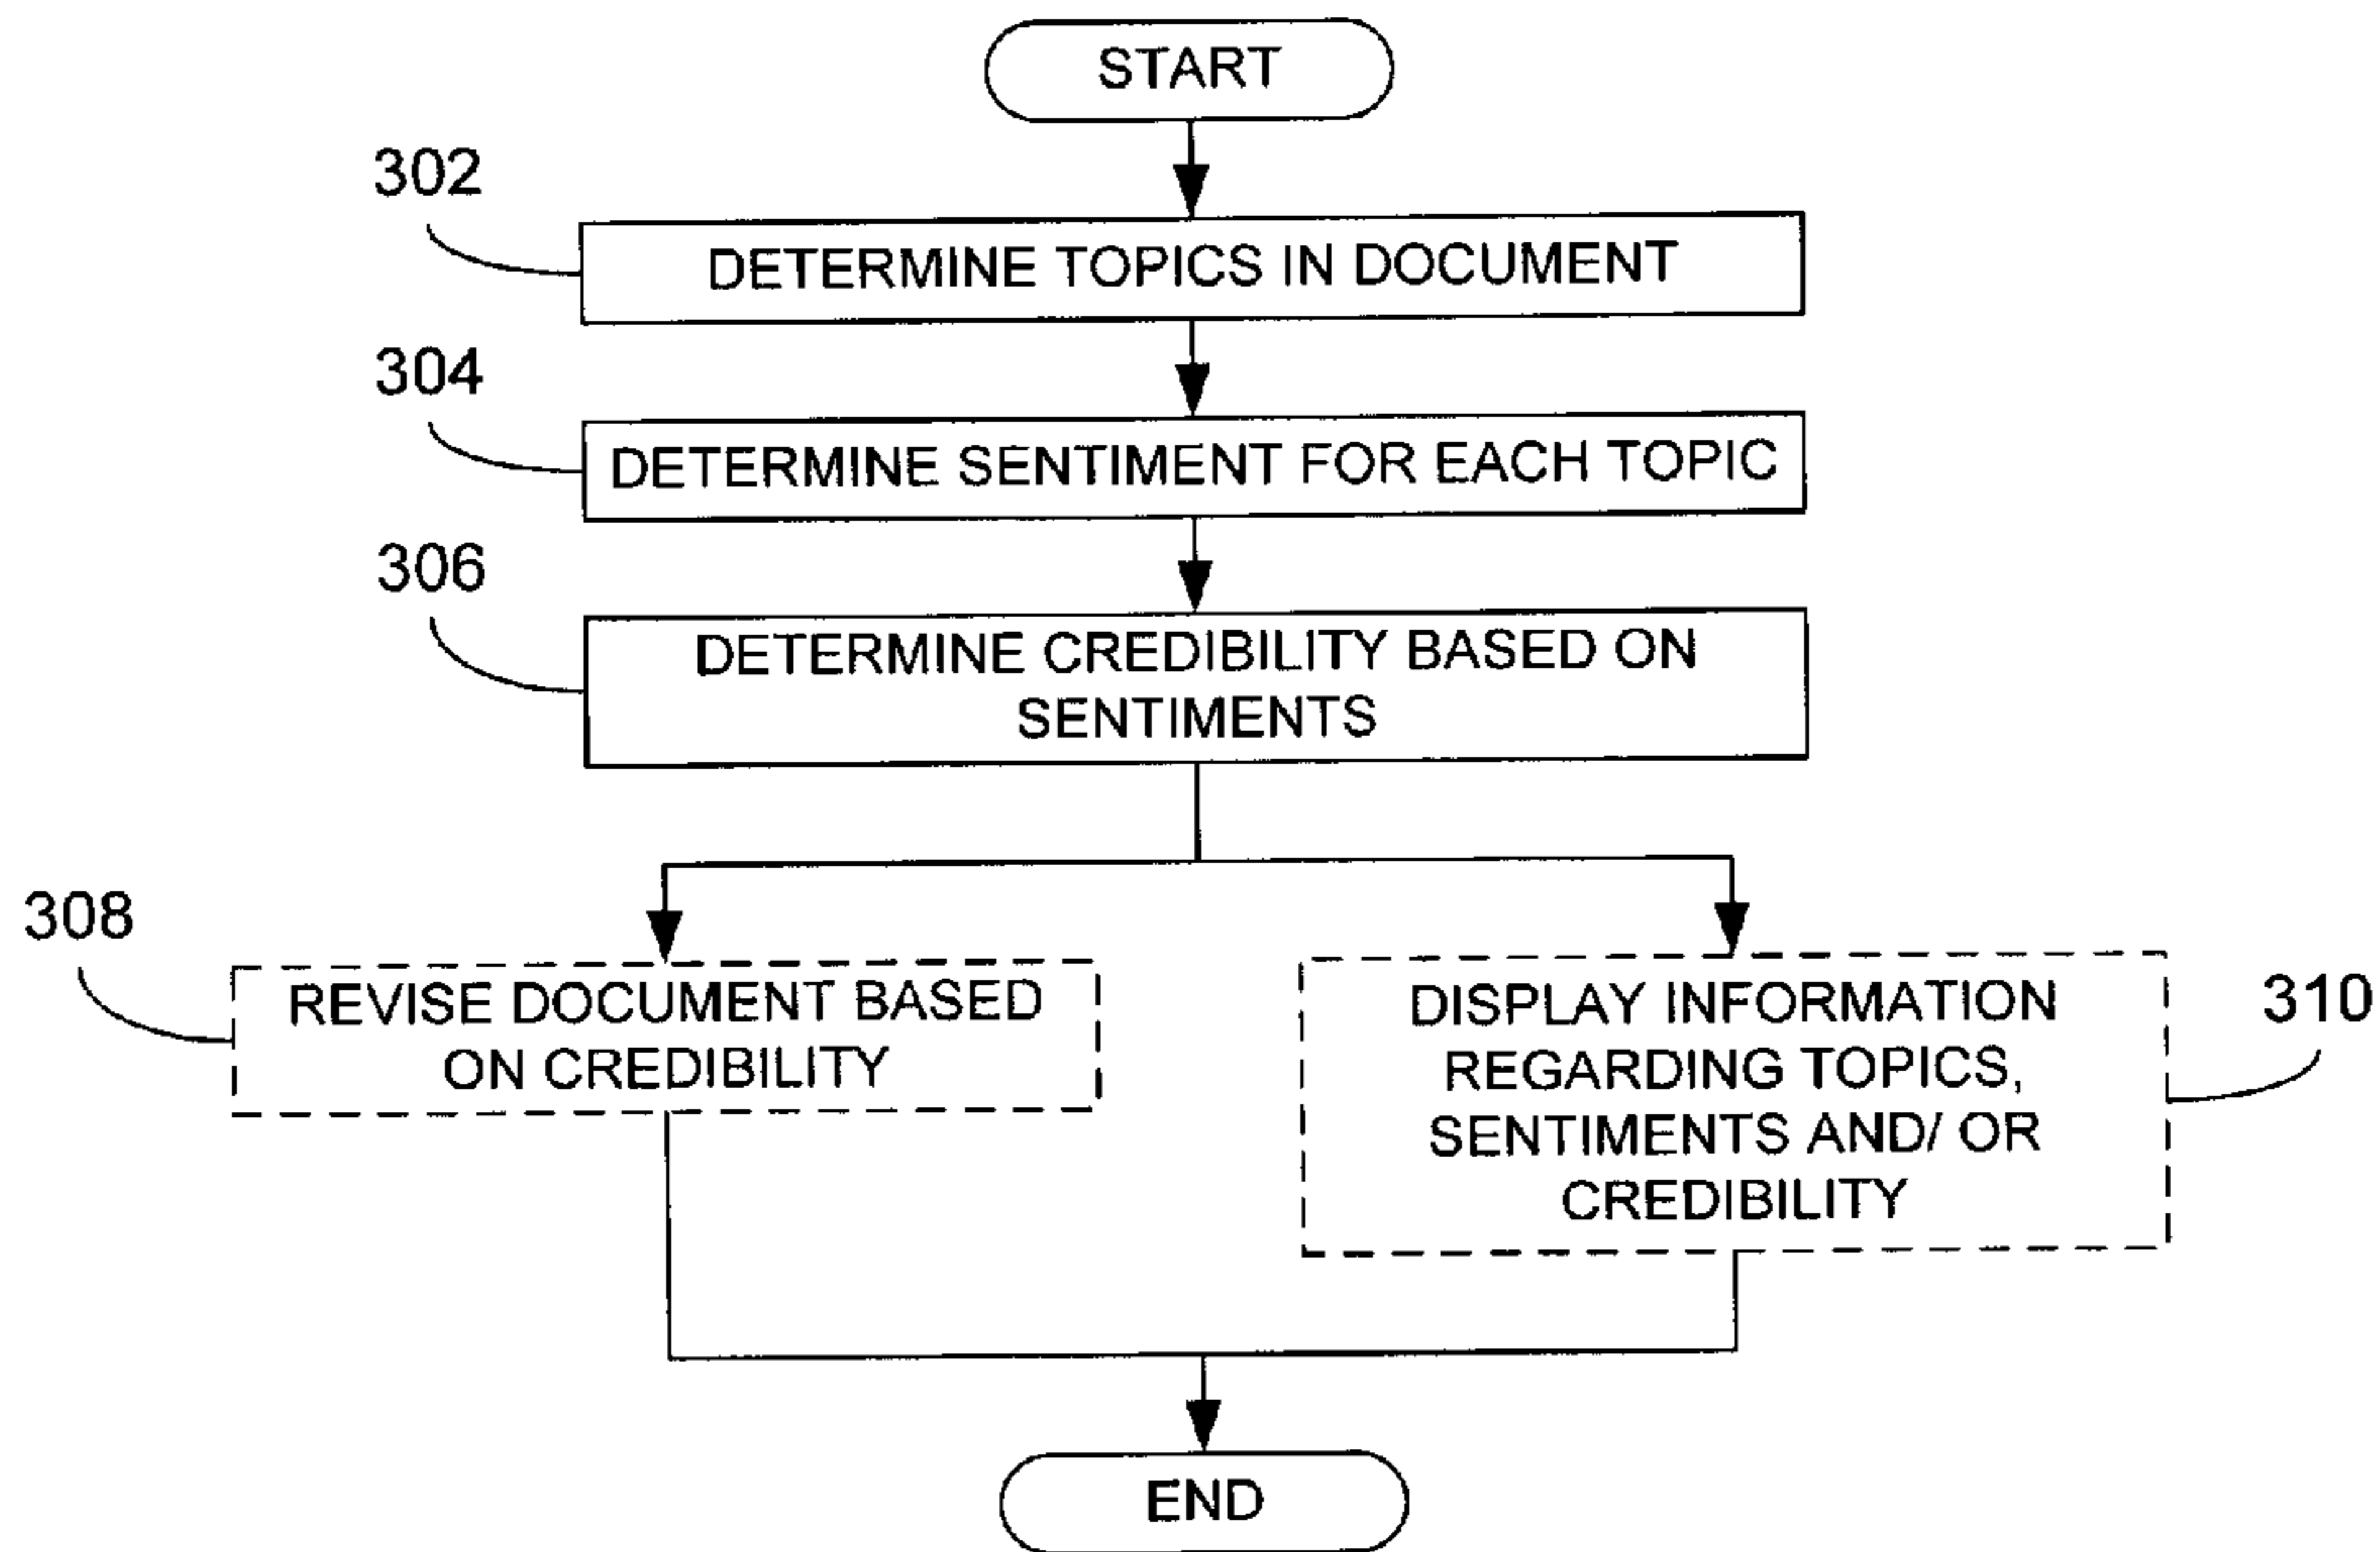 START
302
DETERMINE TOPICS IN DOCUMENT
304
DETERMINE SENTIMENT FOR EACH TOPIC
306
DETERMINE CREDIBILITY BASED ON
SENTIMENTS
308
REVISE DOCUMENT BASED
ON CREDIBILITY
DISPLAY INFORMATION
REGARDING TOPICS,
SENTIMENTS AND/ OR
CREDIBILITY
310
END